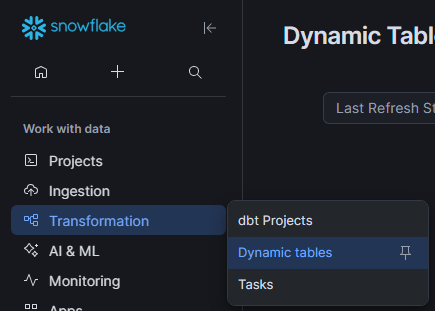 snowflake
Dynamic Tabl
Last Refresh St
Work with data
Projects
Ingestion
Transformation
dbt Projects
Dynamic tables
Tasks
AI & ML
Monitoring
Apps